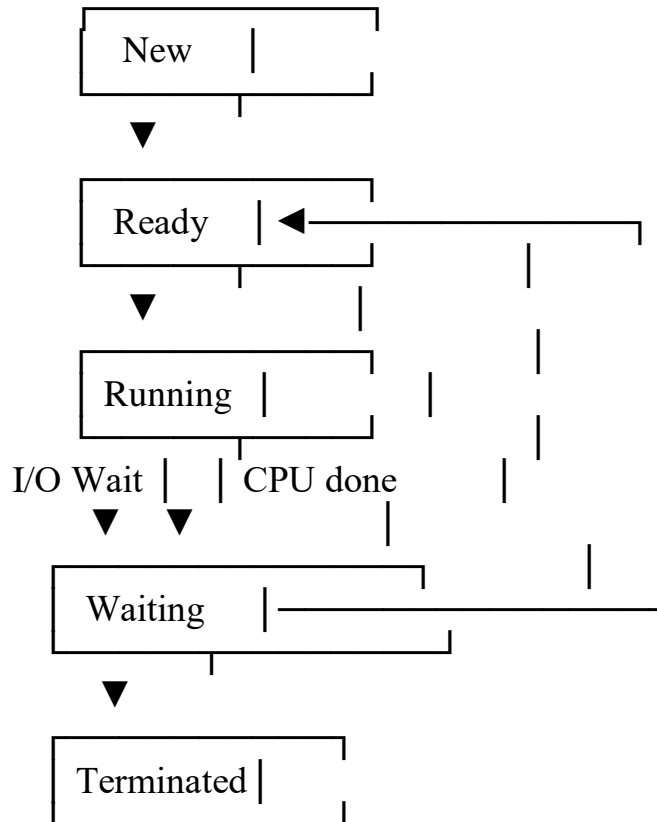 New
Ready
Running
I/O Wait CPU done
Waiting
Terminated